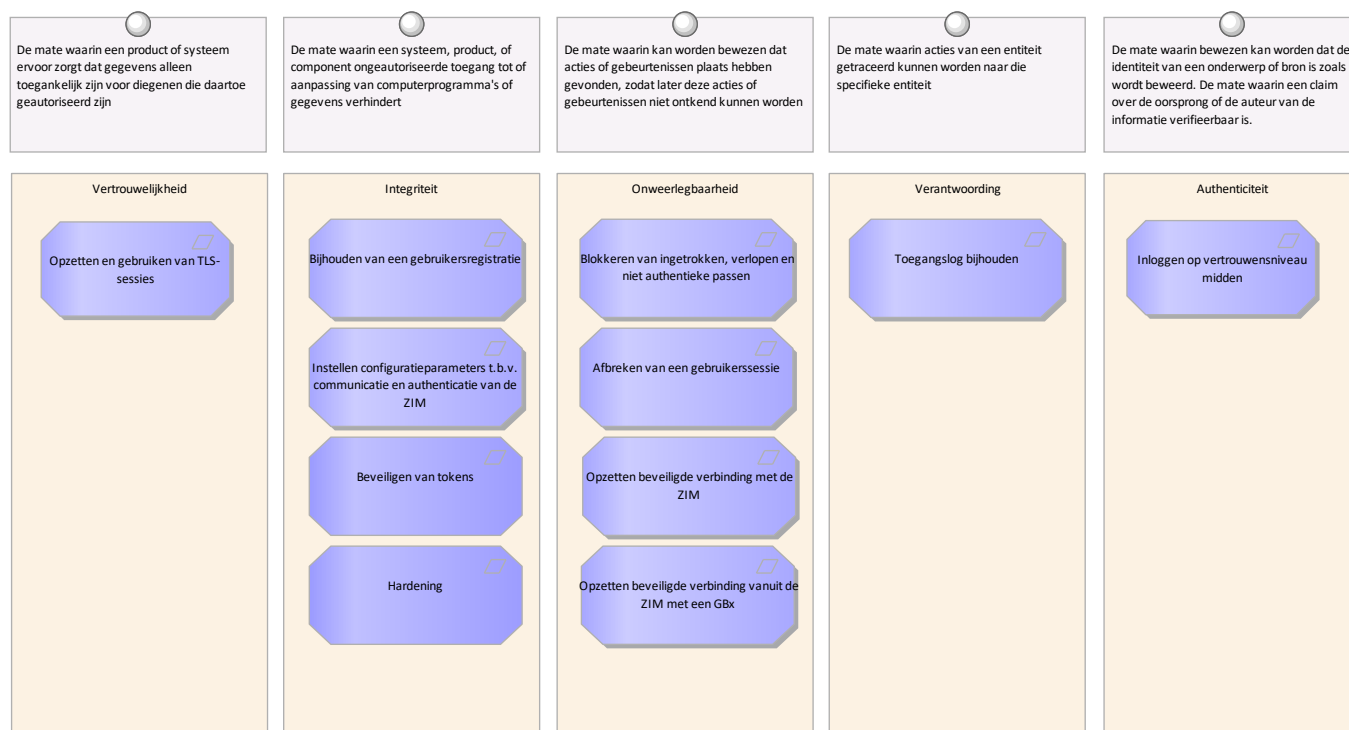 De mate waarin een product of systeem
ervoor zorgt dat gegevens alleen
toegankelijk zijn voor diegenen die daartoe
geautoriseerd zijn
De mate waarin een systeem, product, of
component ongeautoriseerde toegang tot of
aanpassing van computerprogramma's of
gegevens verhindert
De mate waarin kan worden bewezen dat
acties of gebeurtenissen plaats hebben
gevonden, zodat later deze acties of
gebeurtenissen niet ontkend kunnen worden
De mate waarin acties van een entiteit
getraceerd kunnen worden naar die
specifieke entiteit
De mate waarin bewezen kan worden dat de
identiteit van een onderwerp of bron is zoals
wordt beweerd. De mate waarin een claim
over de oorsprong of de auteur van de
informatie verifieerbaar is.
Vertrouwelijkheid
Opzetten en gebruiken van TLS-
sessies
Integriteit
Bijhouden van een gebruikersregistratie
Instellen configuratieparameters t.b.v.
communicatie en authenticatie van de
ZIM
Beveiligen van tokens
Hardening
Onweerlegbaarheid
Blokkeren van ingetrokken, verlopen en
niet authentieke passen
Afbreken van een gebruikerssessie
Opzetten beveiligde verbinding met de
ZIM
Opzetten beveiligde verbinding vanuit de
ZIM met een GBx
Verantwoording
Toegangslog bijhouden
Authenticiteit
Inloggen op vertrouwensniveau
midden